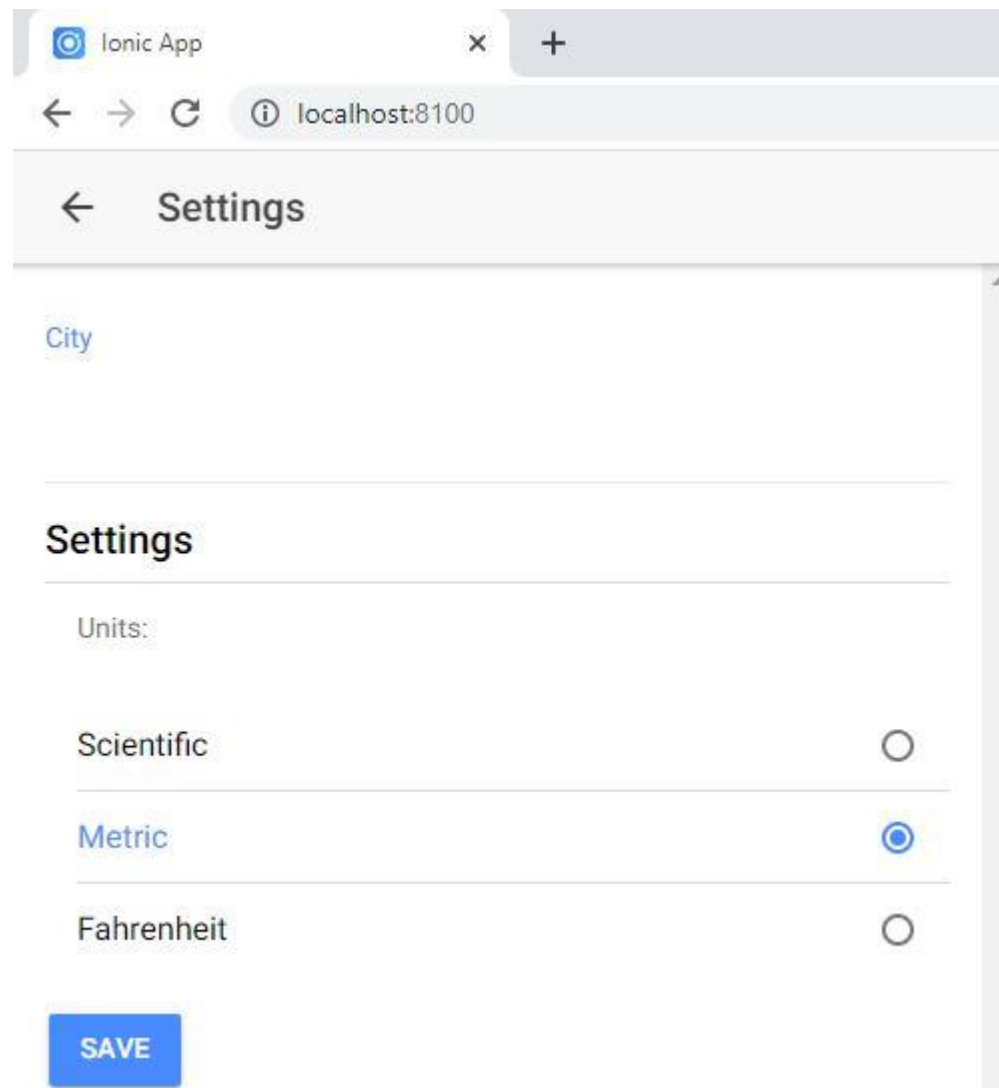 Ionic App
localhost:8100
Settings
City
Settings
Units:
Scientific
Metric
Fahrenheit
SAVE